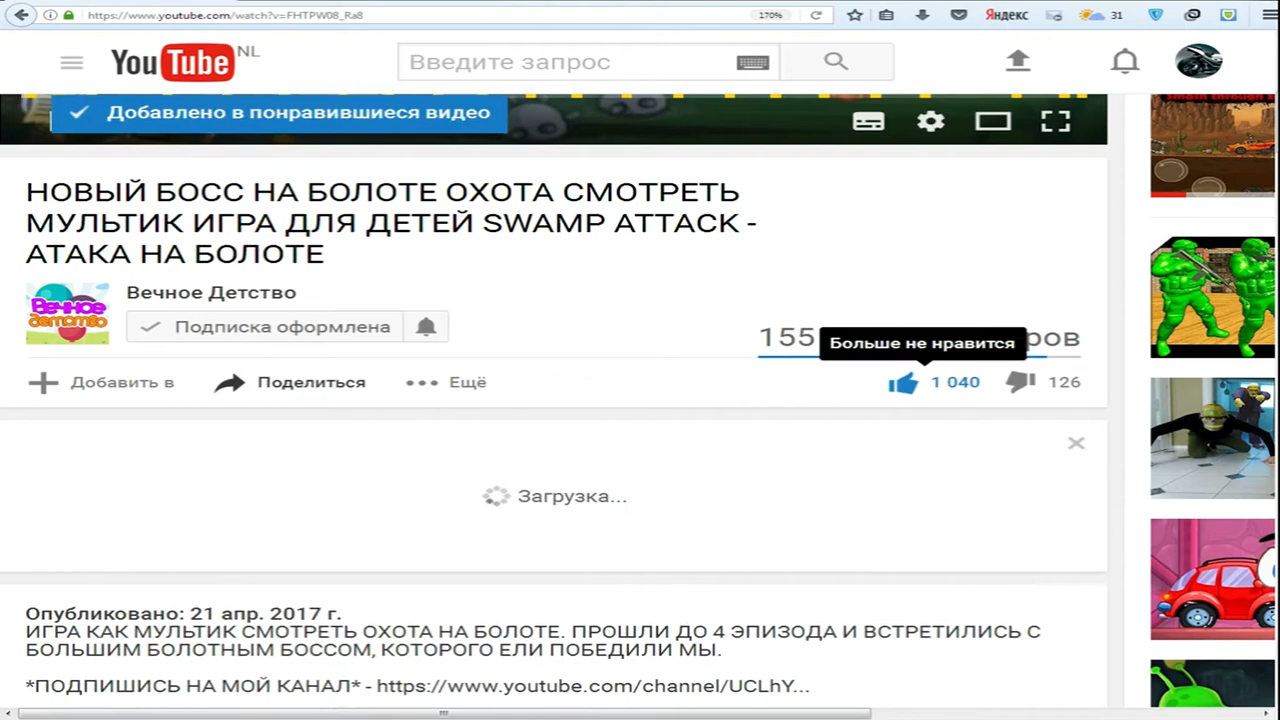 https://www.youtube.com/watch?v=FHTPW08_Ra8
170%
Яндекс
31
YouTube NL
Введите запрос
Добавлено в понравившиеся видео
НОВЫЙ БОСС НА БОЛОТЕ ОХОТА СМОТРЕТЬ
МУЛЬТИК ИГРА ДЛЯ ДЕТЕЙ SWAMP ATTACK -
АТАКА НА БОЛОТЕ
Вечное Детство
Вечное
Детство
Подписка оформлена
155
Больше не нравится
ров
Добавить в
Поделиться
Ещё
1 040
126
Загрузка...
Опубликовано: 21 апр. 2017 г.
ИГРА КАК МУЛЬТИК СМОТРЕТЬ ОХОТА НА БОЛОТЕ. ПРОШЛИ ДО 4 ЭПИЗОДА И ВСТРЕТИЛИСЬ С
БОЛЬШИМ БОЛОТНЫМ БОССОМ, КОТОРОГО ЕЛИ ПОБЕДИЛИ МЫ.
*ПОДПИШИСЬ НА МОЙ КАНАЛ* - https://www.youtube.com/channel/UCLhY...